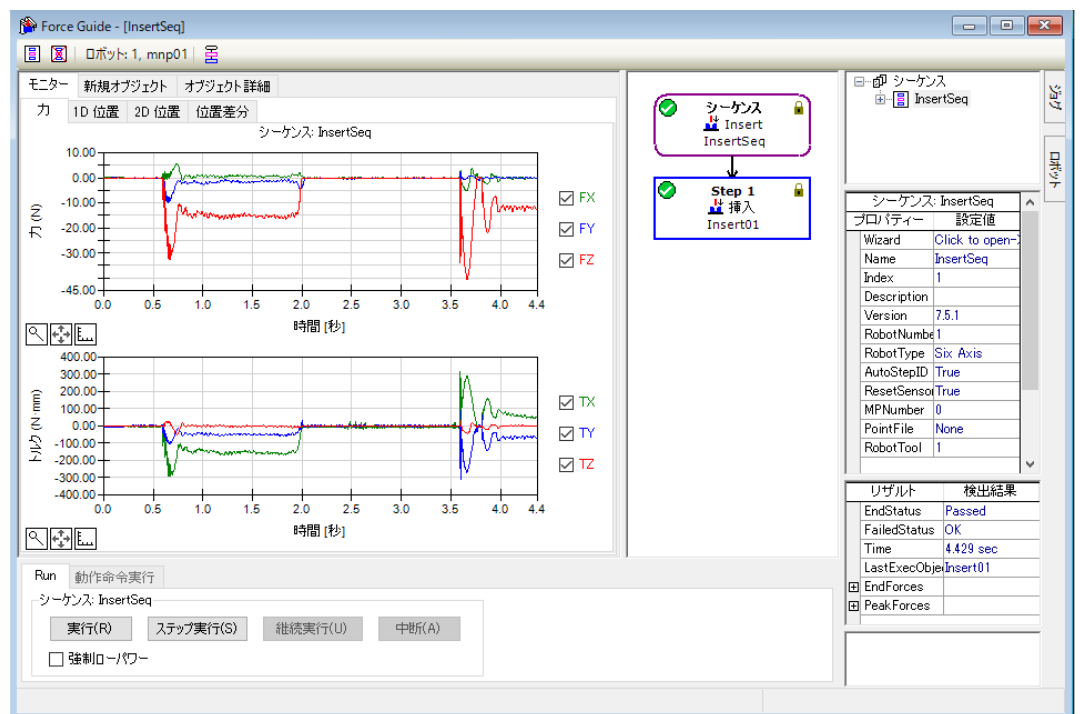 Force Guide - [InsertSeq]
ロボット: 1, mnp01
モニター 新規オブジェクト オブジェクト詳細
力 1D 位置 2D 位置 位置差分
シーケンス: InsertSeq
10.00
0.00
-10.00
-20.00
-30.00
-45.00
力 (N)
0.0 0.5 1.0 1.5 2.0 2.5 3.0 3.5 4.0 4.4
時間 [秒]
FX
FY
FZ
400.00
300.00
200.00
100.00
0.00
-100.00
-200.00
-300.00
-400.00
トルク (N·mm)
0.0 0.5 1.0 1.5 2.0 2.5 3.0 3.5 4.0 4.4
時間 [秒]
TX
TY
TZ
Run 動作命令実行
シーケンス: InsertSeq
実行(R) ステップ実行(S) 継続実行(U) 中断(A)
強制ローパワー
シーケンス
Insert
InsertSeq
Step 1
挿入
Insert01
シーケンス
InsertSeq
ジョグ
ロボット
シーケンス: InsertSeq
プロパティー 設定値
Wizard Click to open->
Name InsertSeq
Index 1
Description
Version 7.5.1
RobotNumbe 1
RobotType Six Axis
AutoStepID True
ResetSensor True
MPNumber 0
PointFile None
RobotTool 1
リザルト 検出結果
EndStatus Passed
FailedStatus OK
Time 4.429 sec
LastExecObje Insert01
EndForces
PeakForces